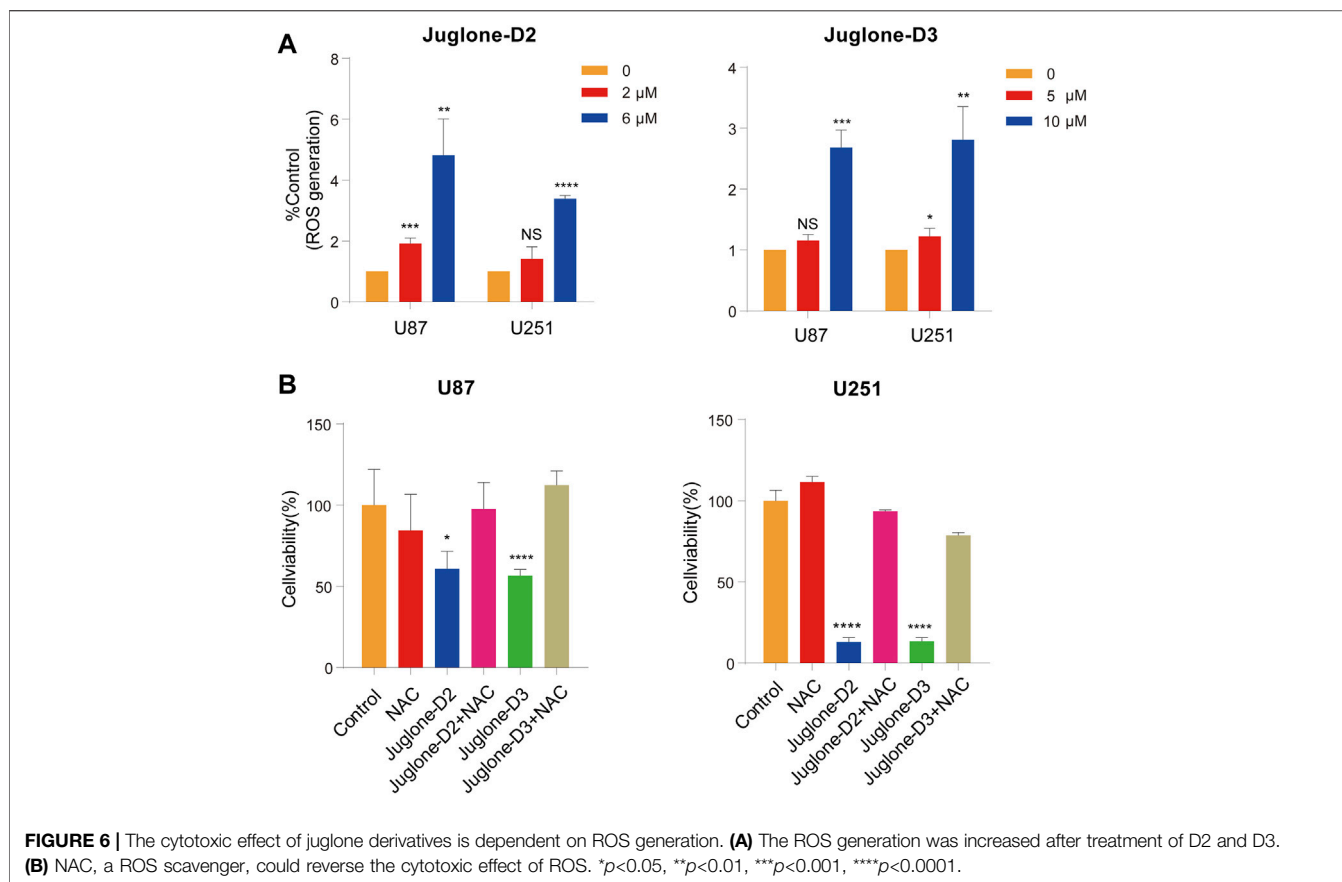 A
Juglone-D2
%Control
(ROS generation)
8
6
4
2
0
***
**
NS
****
U87
U251
0
2 µM
6 µM
Juglone-D3
4
3
2
1
0
NS
***
*
**
U87
U251
0
5 µM
10 µM
B
U87
Cellviability(%)
150
100
50
0
*
****
Control
NAC
Juglone-D2
Juglone-D2+NAC
Juglone-D3
Juglone-D3+NAC
U251
Cellviability(%)
150
100
50
0
****
****
Control
NAC
Juglone-D2
Juglone-D2+NAC
Juglone-D3
Juglone-D3+NAC
FIGURE 6 | The cytotoxic effect of juglone derivatives is dependent on ROS generation. (A) The ROS generation was increased after treatment of D2 and D3.
(B) NAC, a ROS scavenger, could reverse the cytotoxic effect of ROS. *p<0.05, **p<0.01, ***p<0.001, ****p<0.0001.